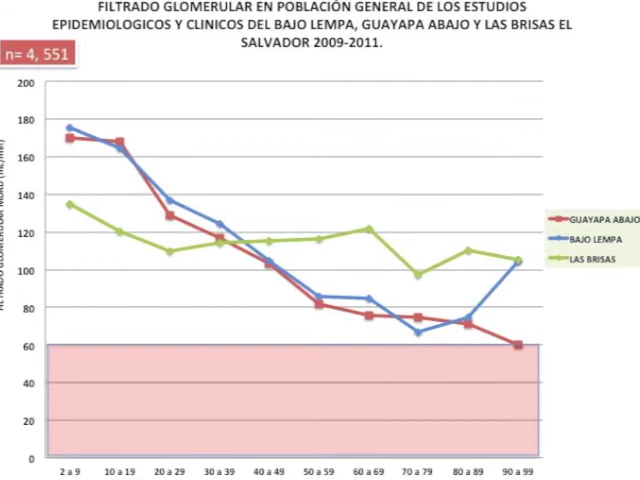 FILTRADO GLOMERULAR EN POBLACIÓN GENERAL DE LOS ESTUDIOS
EPIDEMIOLOGICOS Y CLINICOS DEL BAJO LEMPA, GUAYAPA ABAJO Y LAS BRISAS EL
SALVADOR 2009-2011.
n= 4, 551
200
180
160
140
120
100
80
60
40
20
0
FILTRADO GLOMERULAR MDRD
GUAYAPA ABAJO
BAJO LEMPA
LAS BRISAS
2 a 9 10 a 19 20 a 29 30 a 39 40 a 49 50 a 59 60 a 69 70 a 79 80 a 89 90 a 99